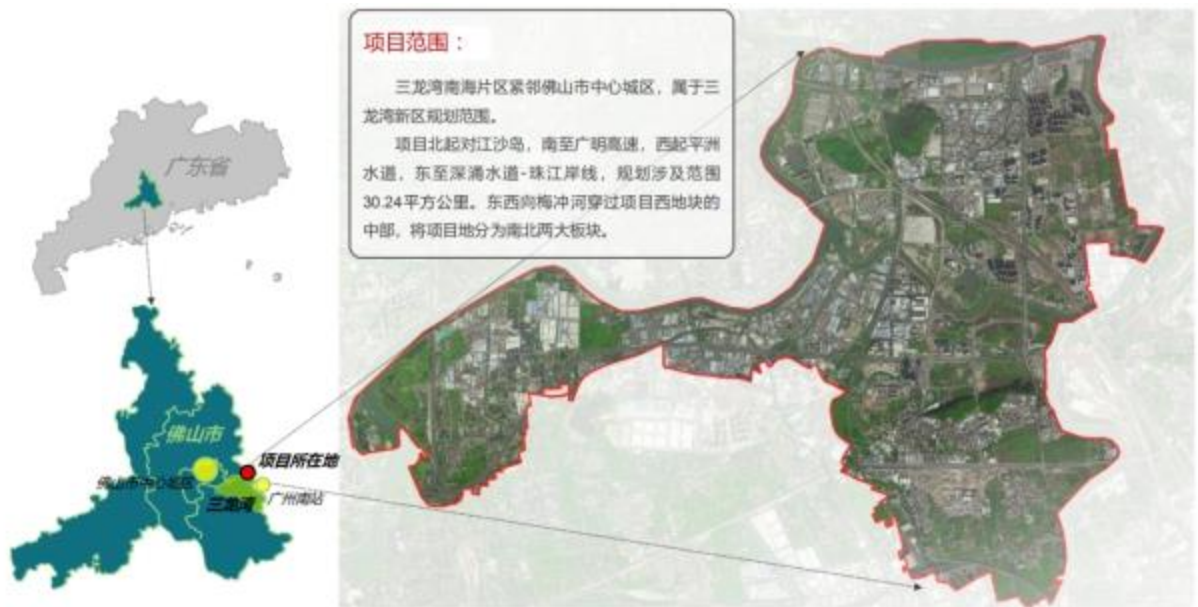 项目范围：
三龙湾南海片区紧邻佛山市中心城区，属于三
龙湾新区规划范围。
项目北起对江沙岛，南至广明高速，西起平洲
水道，东至深涌水道-珠江岸线，规划涉及范围
30.24平方公里。东西向梅冲河穿过项目西地块的
中部，将项目地分为南北两大板块。
广东省
佛山市
项目所在地
佛山市中心城区
三龙湾
广州南站